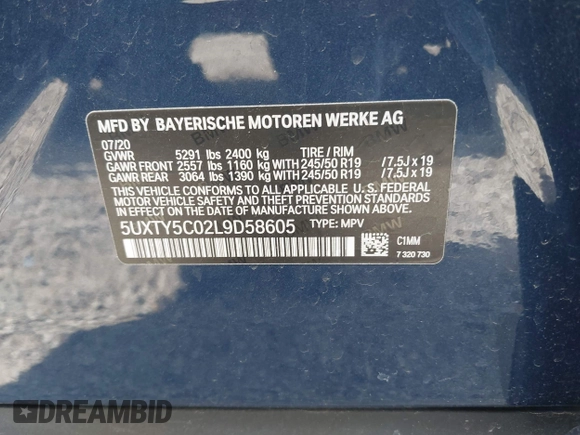 MFD BY BAYERISCHE MOTOREN WERKE AG
07/20
GVWR 5291 lbs 2400 kg TIRE / RIM
GAWR FRONT 2557 lbs 1160 kg WITH 245/50 R19 /7.5J x 19
GAWR REAR 3064 lbs 1390 kg WITH 245/50 R19 /7.5J x 19
THIS VEHICLE CONFORMS TO ALL APPLICABLE U. S. FEDERAL
MOTOR VEHICLE SAFETY AND THEFT PREVENTION STANDARDS
IN EFFECT ON THE DATE OF MANUFACTURE SHOWN ABOVE.
5UXTY5C02L9D58605 TYPE: MPV
C1MM
7 320 730
DREAMBID